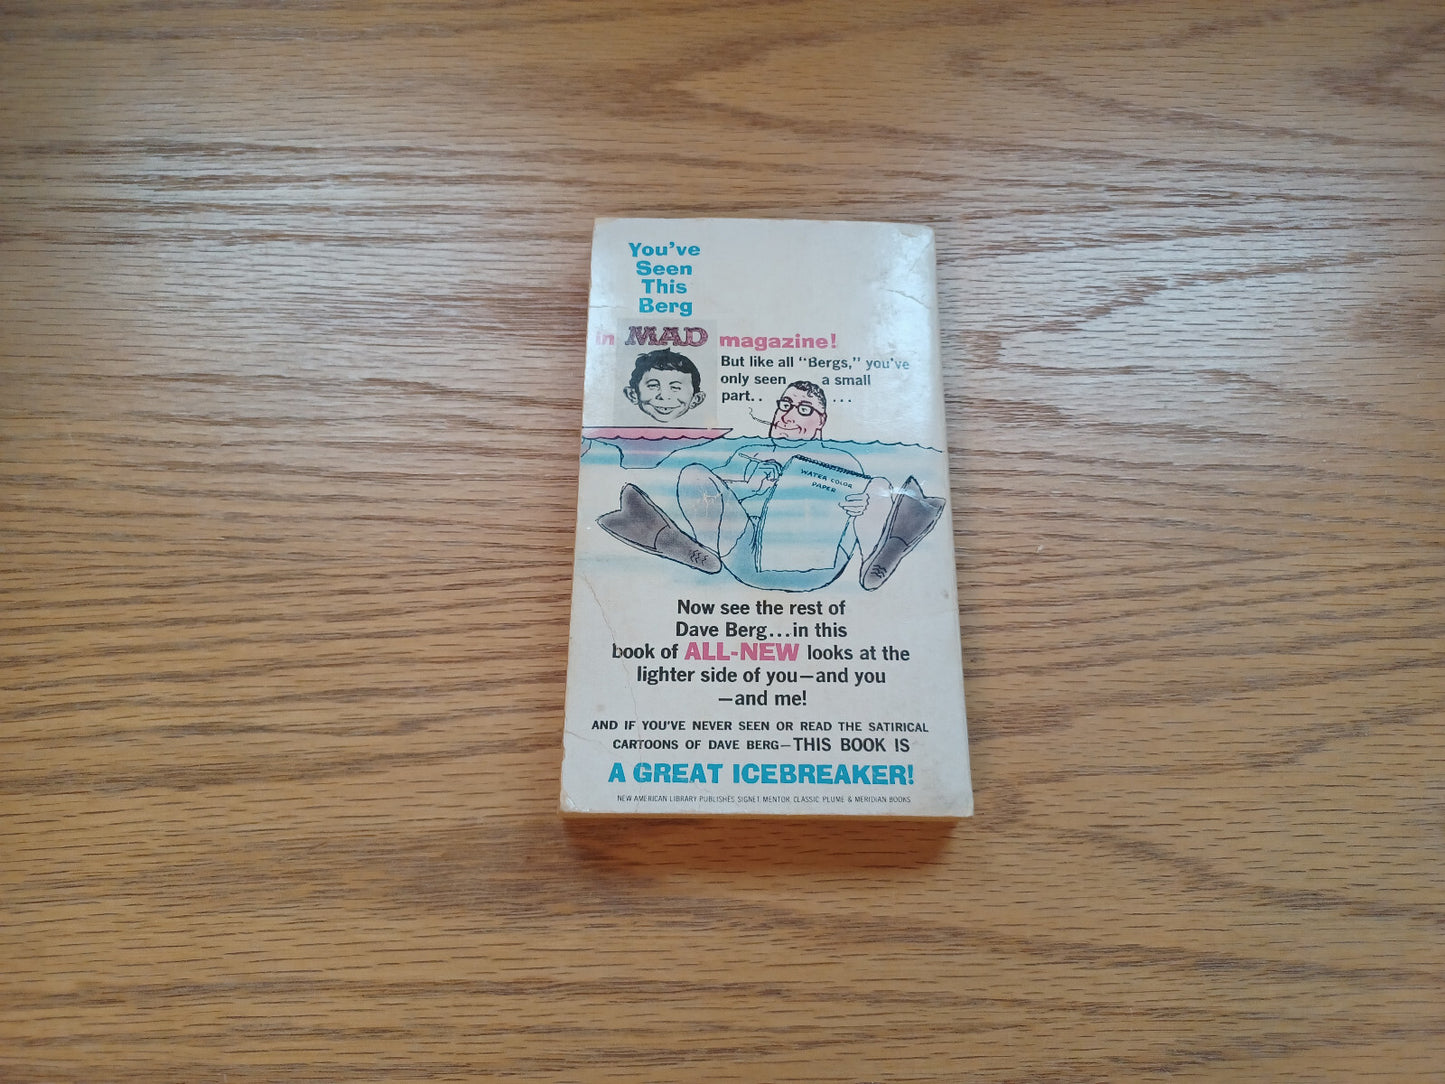 You've
Seen
This
Berg
in MAD magazine!
But like all "Bergs," you've
only seen a small
part.. ...
WATER COLOR
PAPER
Now see the rest of
Dave Berg...in this
book of ALL-NEW looks at the
lighter side of you—and you
—and me!
AND IF YOU'VE NEVER SEEN OR READ THE SATIRICAL
CARTOONS OF DAVE BERG—THIS BOOK IS
A GREAT ICEBREAKER!
NEW AMERICAN LIBRARY PUBLISHES SIGNET, MENTOR, CLASSIC, PLUME & MERIDIAN BOOKS